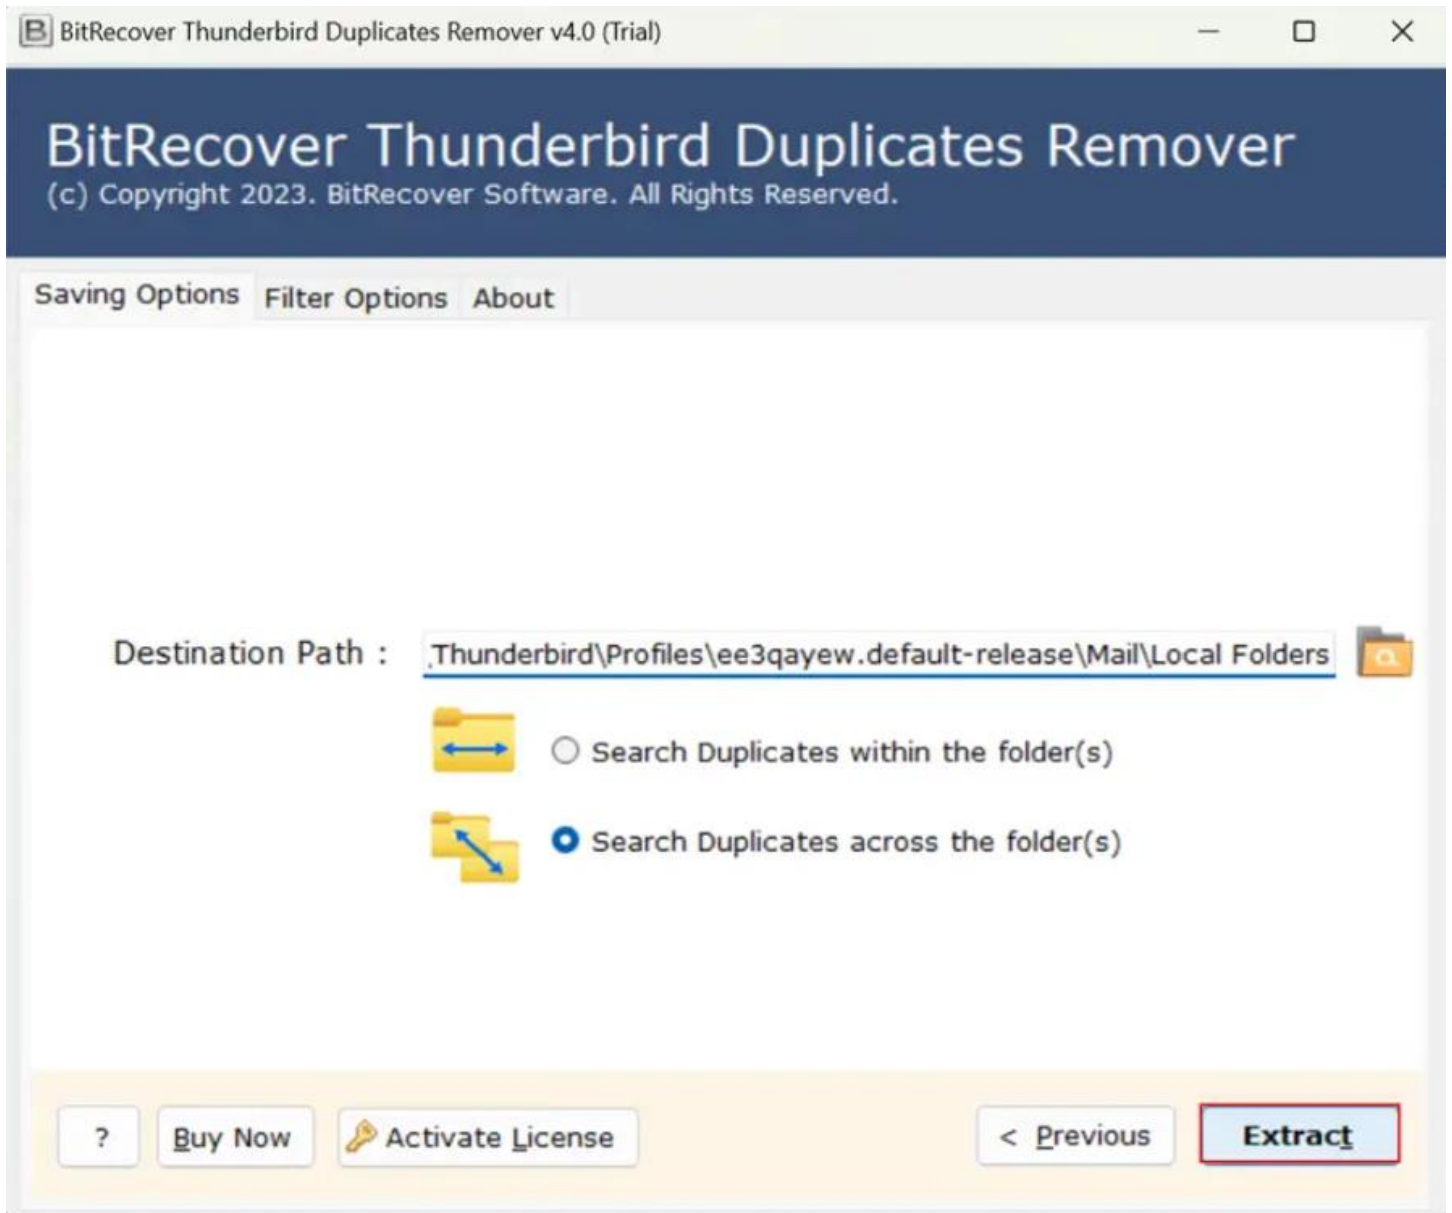 BitRecover Thunderbird Duplicates Remover v4.0 (Trial)
BitRecover Thunderbird Duplicates Remover
(c) Copyright 2023. BitRecover Software. All Rights Reserved.
Saving Options Filter Options About
Destination Path : Thunderbird\Profiles\ee3qayew.default-release\Mail\Local Folders
Search Duplicates within the folder(s)
Search Duplicates across the folder(s)
? Buy Now Activate License < Previous Extract